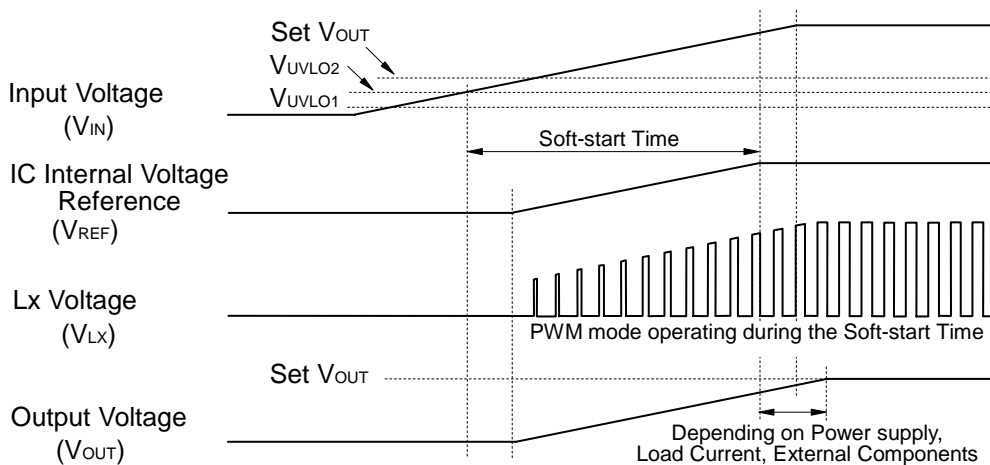 Set VOUT
VUVLO2
VUVLO1
Input Voltage
(VIN)
Soft-start Time
IC Internal Voltage
Reference
(VREF)
Lx Voltage
(VLX)
PWM mode operating during the Soft-start Time
Set VOUT
Output Voltage
(VOUT)
Depending on Power supply,
Load Current, External Components